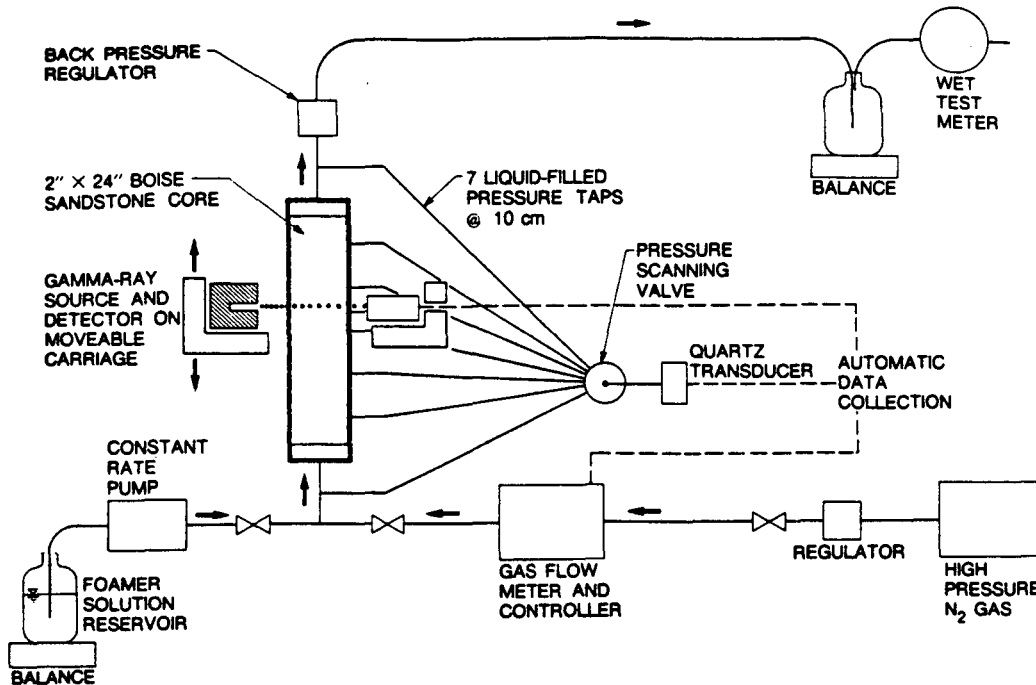 BACK PRESSURE
REGULATOR
WET
TEST
METER
2" × 24" BOISE
SANDSTONE CORE
7 LIQUID-FILLED
PRESSURE TAPS
@ 10 cm
BALANCE
PRESSURE
SCANNING
VALVE
GAMMA-RAY
SOURCE AND
DETECTOR ON
MOVEABLE
CARRIAGE
QUARTZ
TRANSDUCER
AUTOMATIC
DATA
COLLECTION
CONSTANT
RATE
PUMP
REGULATOR
FOAMER
SOLUTION
RESERVOIR
GAS FLOW
METER AND
CONTROLLER
HIGH
PRESSURE
N₂ GAS
BALANCE